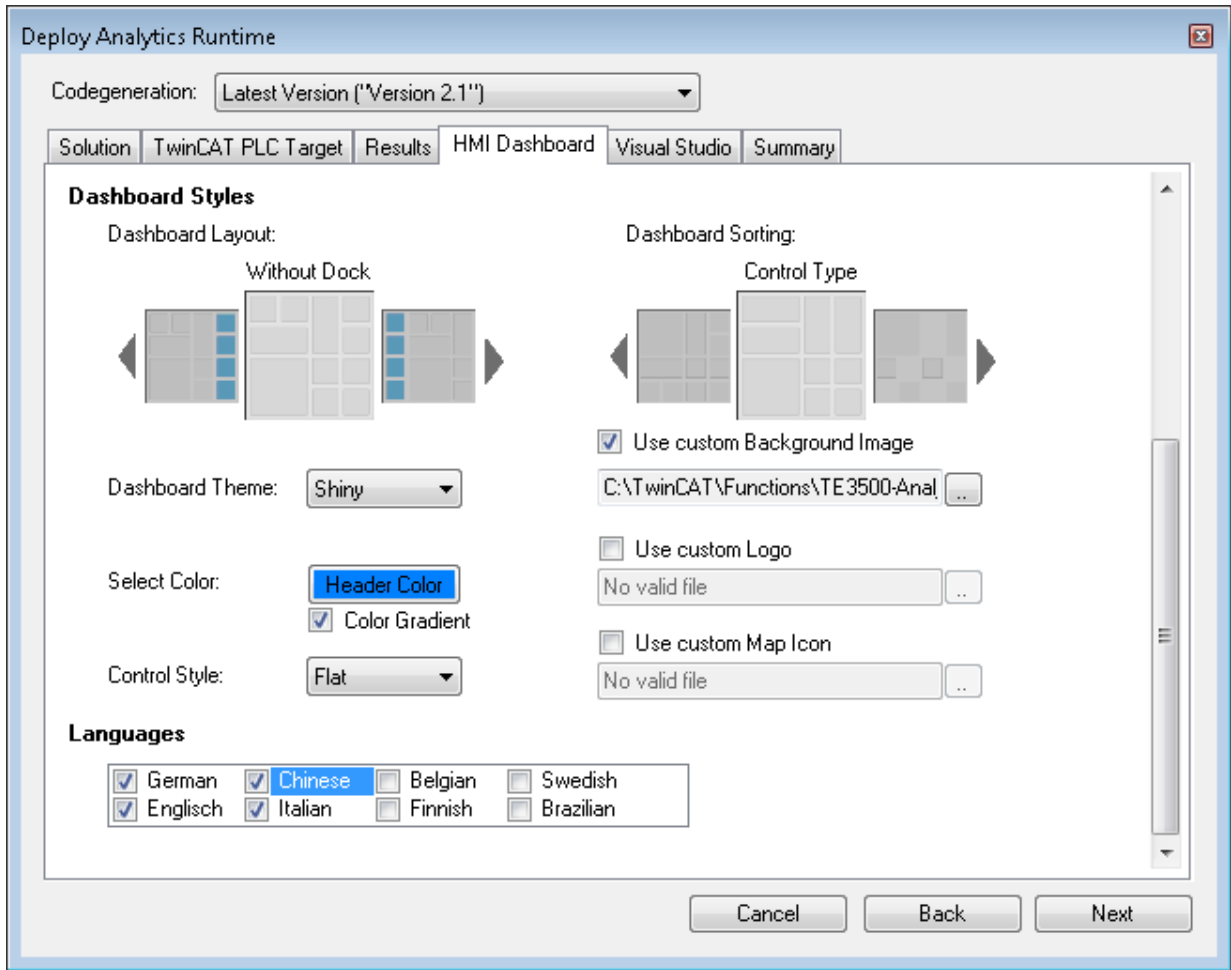 Deploy Analytics Runtime
Codegeneration: Latest Version ("Version 2.1")
Solution TwinCAT PLC Target Results HMI Dashboard Visual Studio Summary
Dashboard Styles
Dashboard Layout: Dashboard Sorting:
Without Dock Control Type
Use custom Background Image
Dashboard Theme: Shiny C:\TwinCAT\Functions\TE3500-Anal ..
Use custom Logo
Select Color: Header Color No valid file ..
Color Gradient
Use custom Map Icon
Control Style: Flat No valid file ..
Languages
German Chinese Belgian Swedish
Englisch Italian Finnish Brazilian
Cancel Back Next